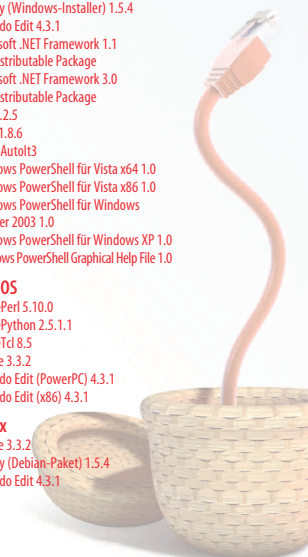 y (Windows-Installer) 1.5.4
do Edit 4.3.1
soft .NET Framework 1.1
stributable Package
soft .NET Framework 3.0
stributable Package
.2.5
1.8.6
AutoIt3
ows PowerShell für Vista x64 1.0
ows PowerShell für Vista x86 1.0
ows PowerShell für Windows
er 2003 1.0
ows PowerShell für Windows XP 1.0
ows PowerShell Graphical Help File 1.0
OS
Perl 5.10.0
Python 2.5.1.1
Tcl 8.5
e 3.3.2
do Edit (PowerPC) 4.3.1
do Edit (x86) 4.3.1
x
e 3.3.2
y (Debian-Paket) 1.5.4
do Edit 4.3.1